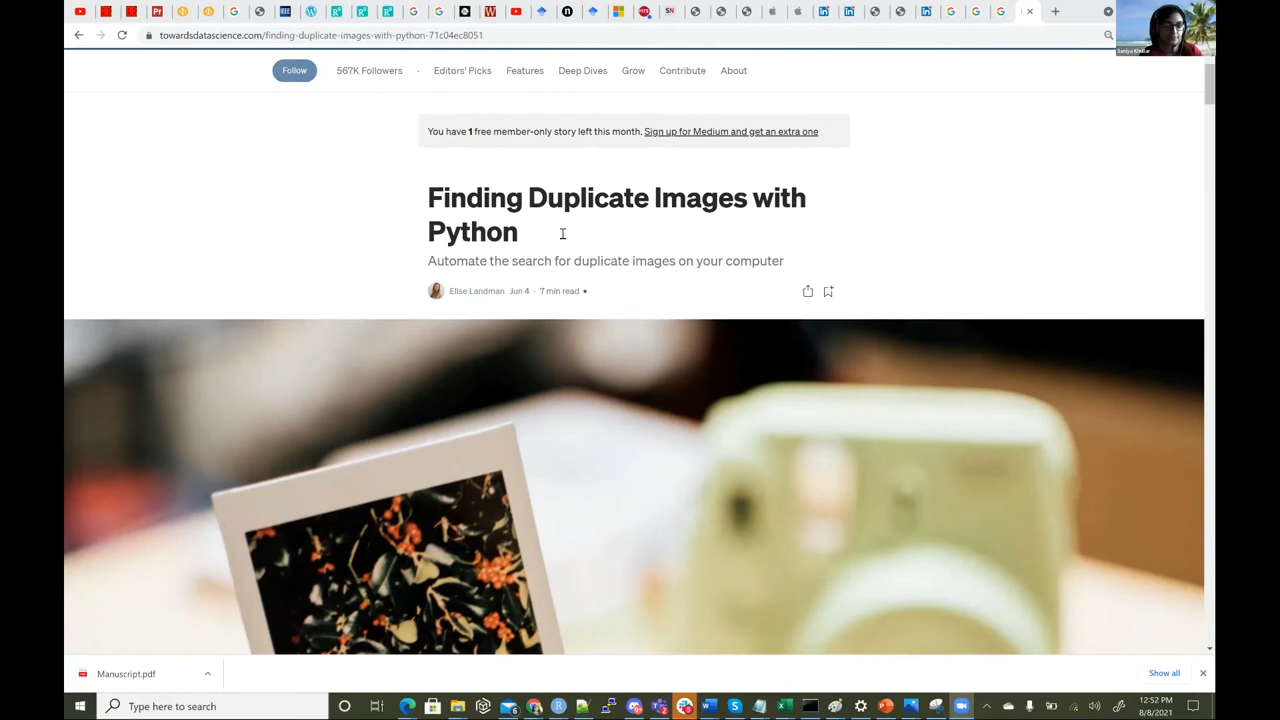 towardsdatascience.com/finding-duplicate-images-with-python-71c04ec8051
Follow 567K Followers · Editors' Picks Features Deep Dives Grow Contribute About
You have 1 free member-only story left this month. Sign up for Medium and get an extra one
Finding Duplicate Images with
Python
Automate the search for duplicate images on your computer
Elise Landman Jun 4 · 7 min read
Manuscript.pdf
Show all
Type here to search
12:52 PM
8/8/2021